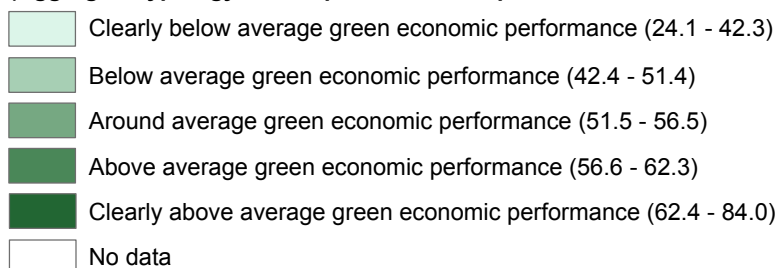 Clearly below average green economic performance (24.1 - 42.3)
Below average green economic performance (42.4 - 51.4)
Around average green economic performance (51.5 - 56.5)
Above average green economic performance (56.6 - 62.3)
Clearly above average green economic performance (62.4 - 84.0)
No data